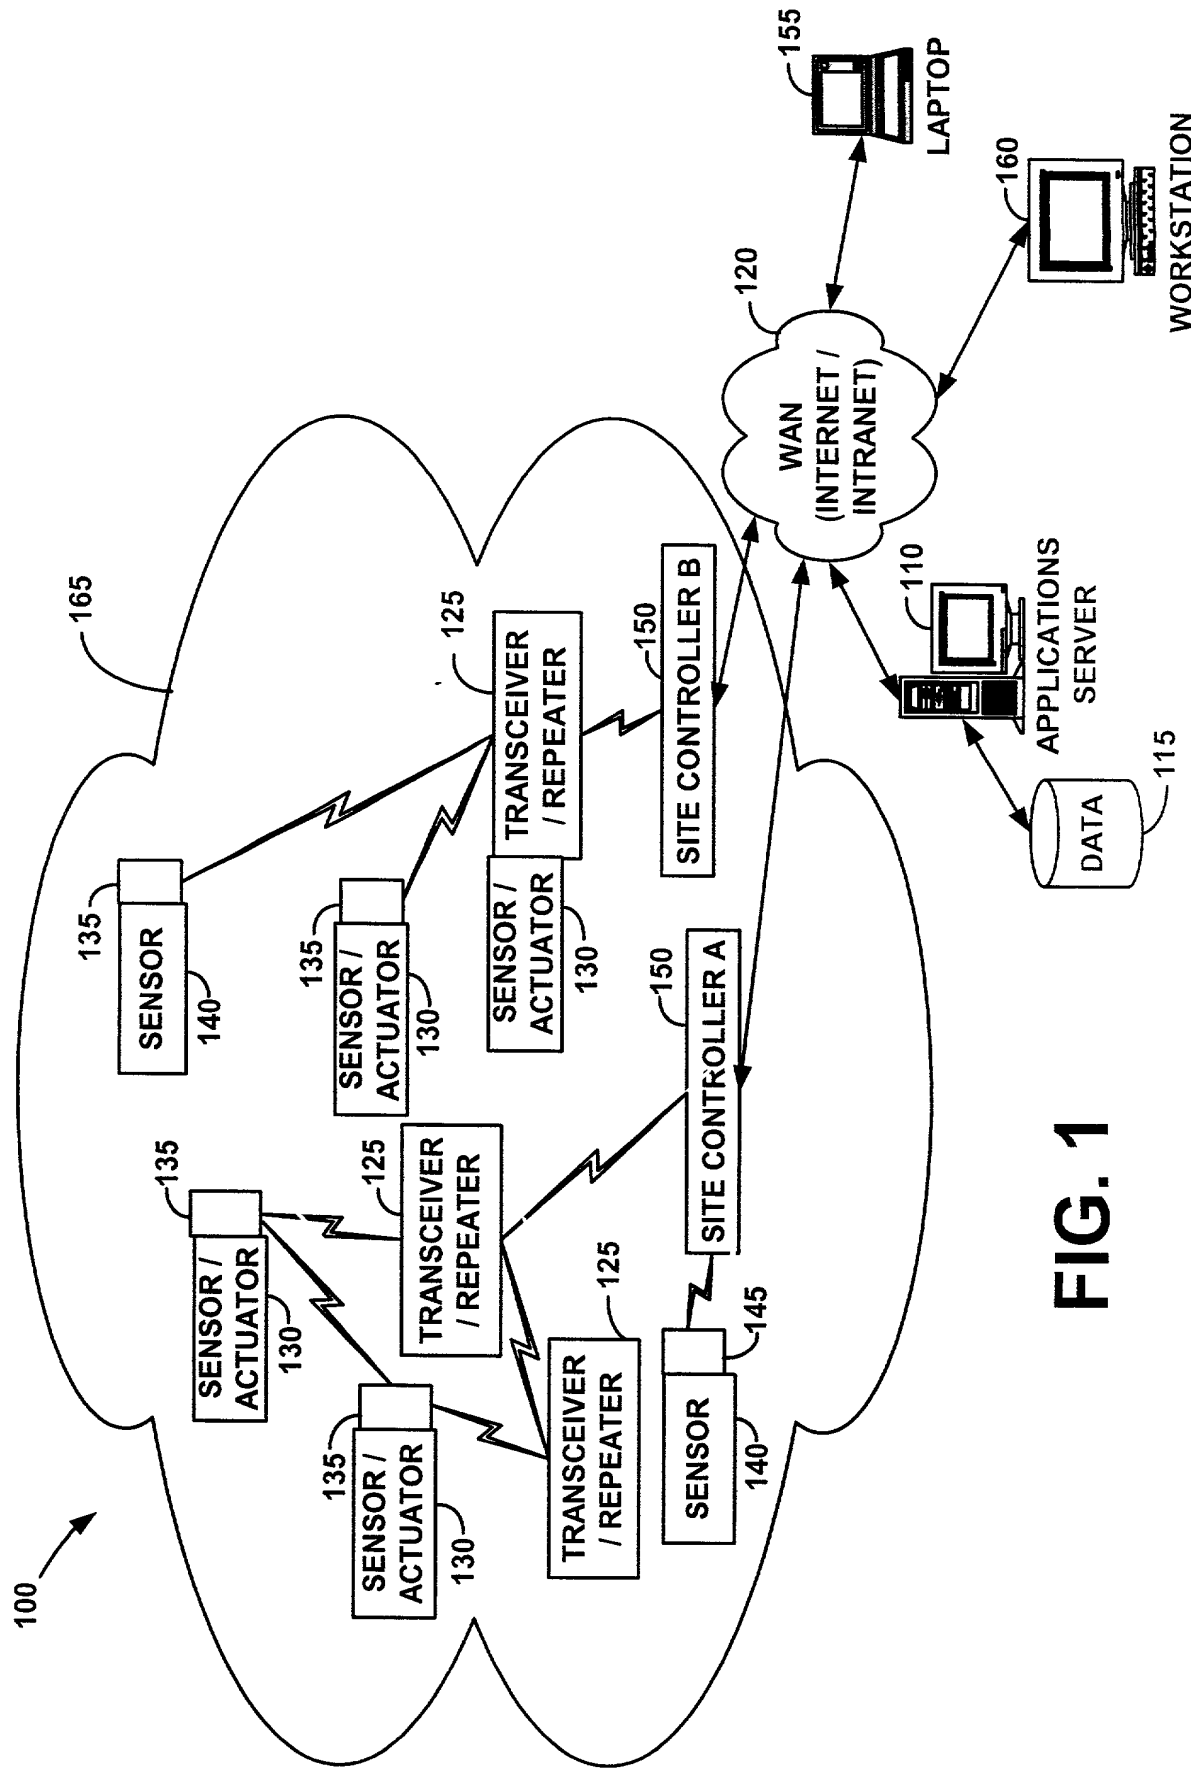 100
165
135
SENSOR
140
135
SENSOR /
ACTUATOR
130
135
SENSOR /
ACTUATOR
130
135
SENSOR /
ACTUATOR
130
125
TRANSCEIVER
/ REPEATER
125
TRANSCEIVER
/ REPEATER
SENSOR /
ACTUATOR
130
125
TRANSCEIVER
/ REPEATER
150
SITE CONTROLLER A
150
SITE CONTROLLER B
SENSOR
140
145
120
WAN
(INTERNET /
INTRANET)
155
LAPTOP
160
WORKSTATION
110
APPLICATIONS
SERVER
DATA
115
FIG. 1